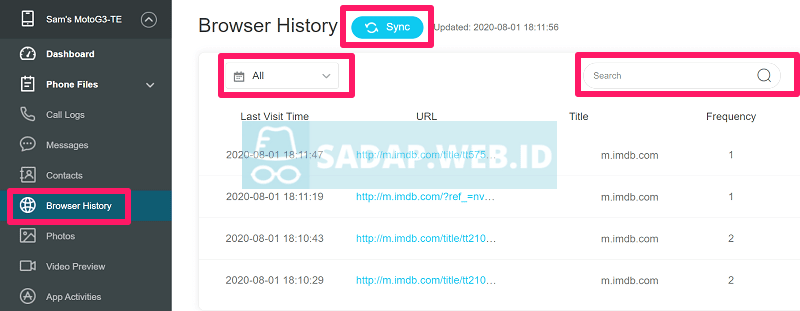 Sam's MotoG3-TE
Dashboard
Phone Files
Call Logs
Messages
Contacts
Browser History
Photos
Video Preview
App Activities
Browser History
Sync
Updated: 2020-08-01 18:11:56
All
Search
Last Visit Time URL Title Frequency
2020-08-01 18:11:47 http://m.imdb.com/title/tt575... m.imdb.com 1
SADAP.WEB.ID
2020-08-01 18:11:19 http://m.imdb.com/?ref_=nv... m.imdb.com 1
2020-08-01 18:10:43 http://m.imdb.com/title/tt210... m.imdb.com 2
2020-08-01 18:10:29 http://m.imdb.com/title/tt210... m.imdb.com 2